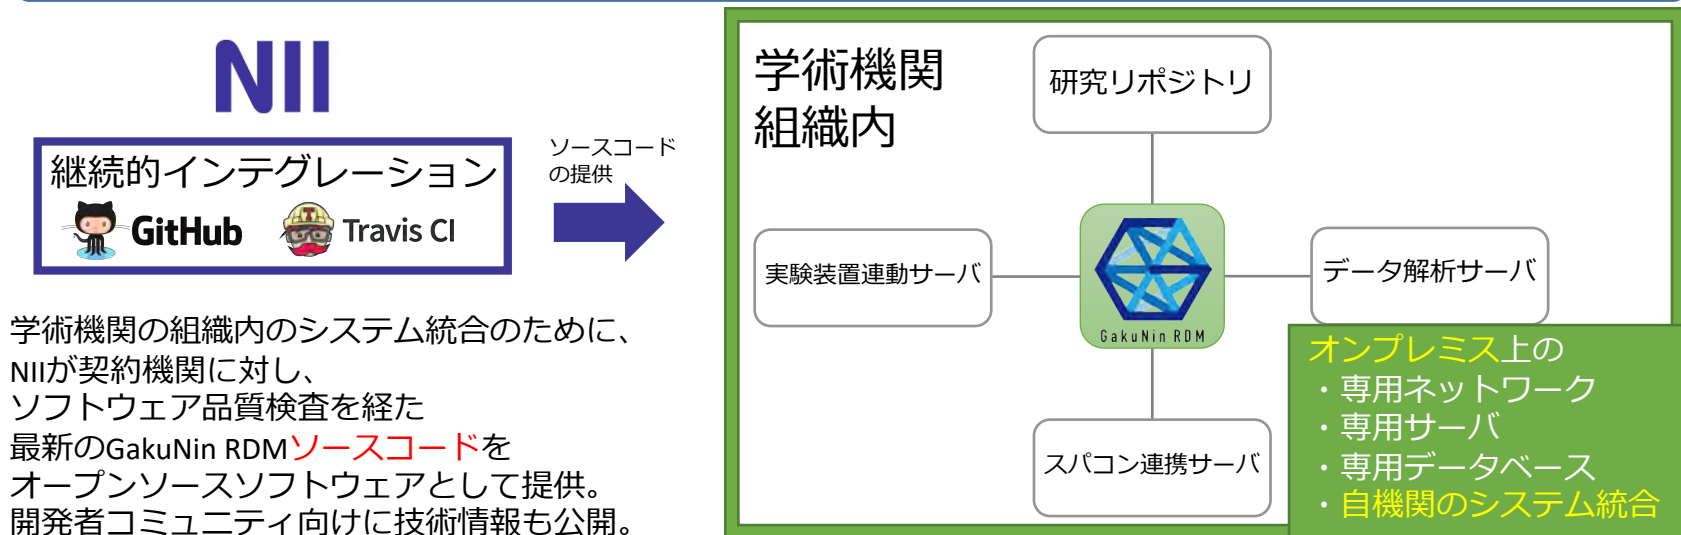 NII
継続的インテグレーション
GitHub
Travis CI
ソースコード
の提供
学術機関の組織内のシステム統合のために、
NIIが契約機関に対し、
ソフトウェア品質検査を経た
最新のGakuNin RDMソースコードを
オープンソースソフトウェアとして提供。
開発者コミュニティ向けに技術情報も公開。
学術機関
組織内
研究リポジトリ
実験装置連動サーバ
GakuNin RDM
データ解析サーバ
スパコン連携サーバ
オンプレミス上の
・専用ネットワーク
・専用サーバ
・専用データベース
・自機関のシステム統合